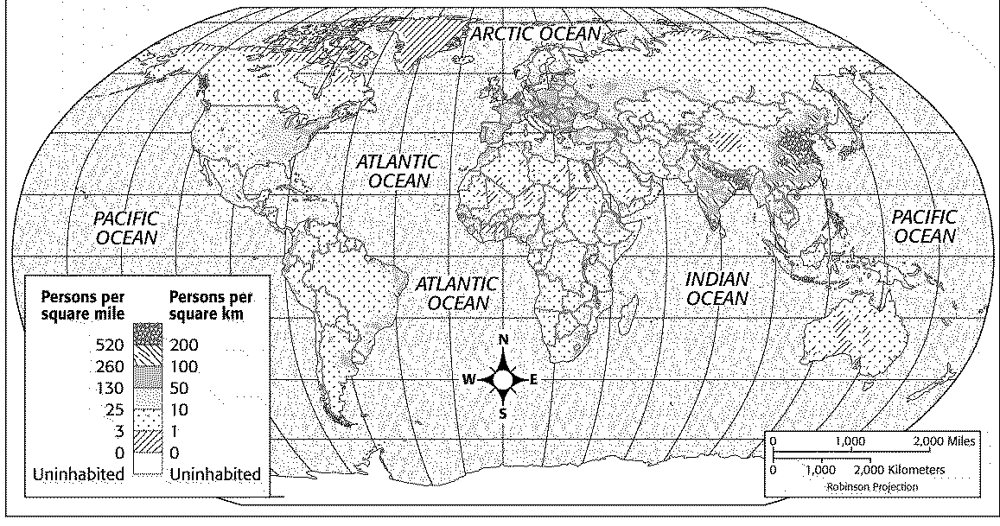 ARCTIC OCEAN
ATLANTIC
OCEAN
PACIFIC
OCEAN
PACIFIC
OCEAN
ATLANTIC
OCEAN
INDIAN
OCEAN
Persons per
square mile
Persons per
square km
520 200
260 100
130 50
25 10
3 1
0 0
Uninhabited Uninhabited
N
W E
S
0 1,000 2,000 Miles
0 1,000 2,000 Kilometers
Robinson Projection